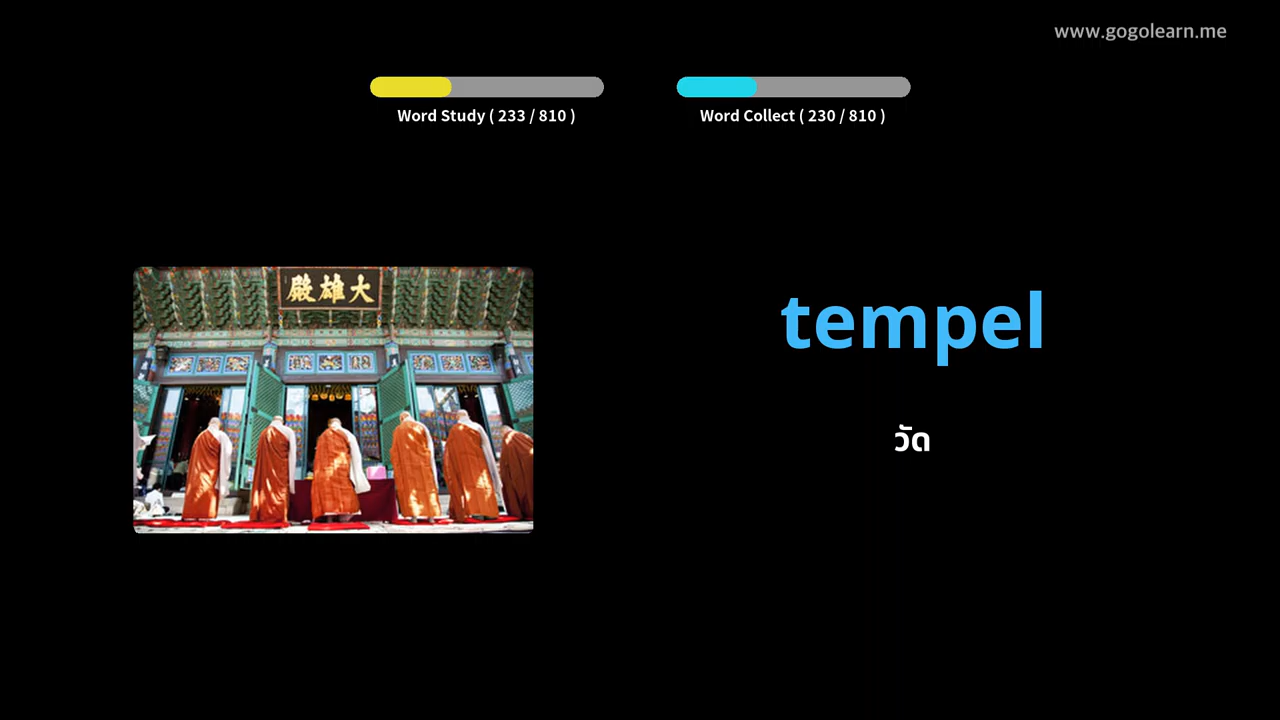 www.gogolearn.me
Word Study ( 233 / 810 )
Word Collect ( 230 / 810 )
殿雄大
tempel
วัด